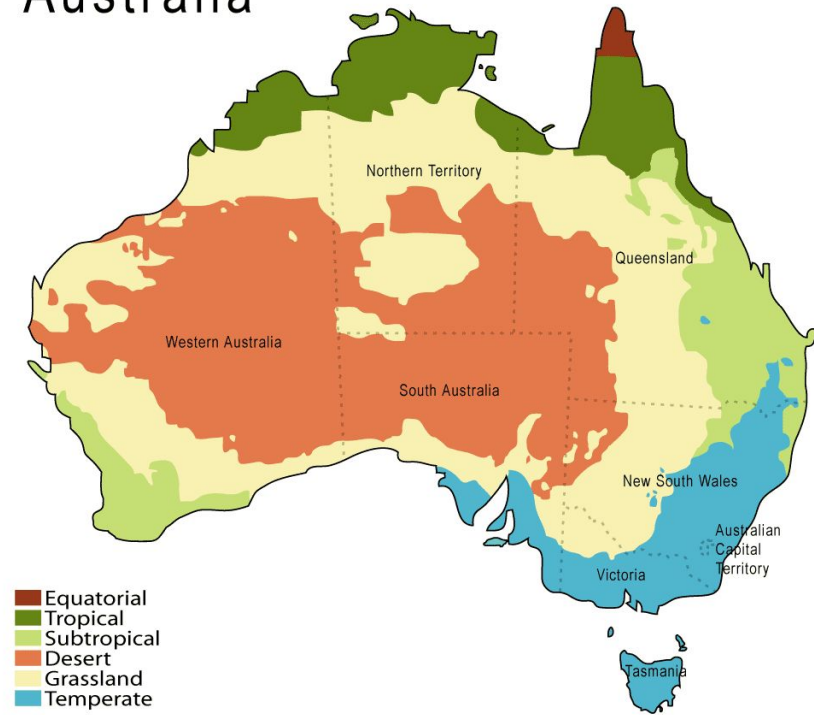 Australia
Northern Territory
Queensland
Western Australia
South Australia
New South Wales
Australian
Capital
Territory
Victoria
Tasmania
Equatorial
Tropical
Subtropical
Desert
Grassland
Temperate